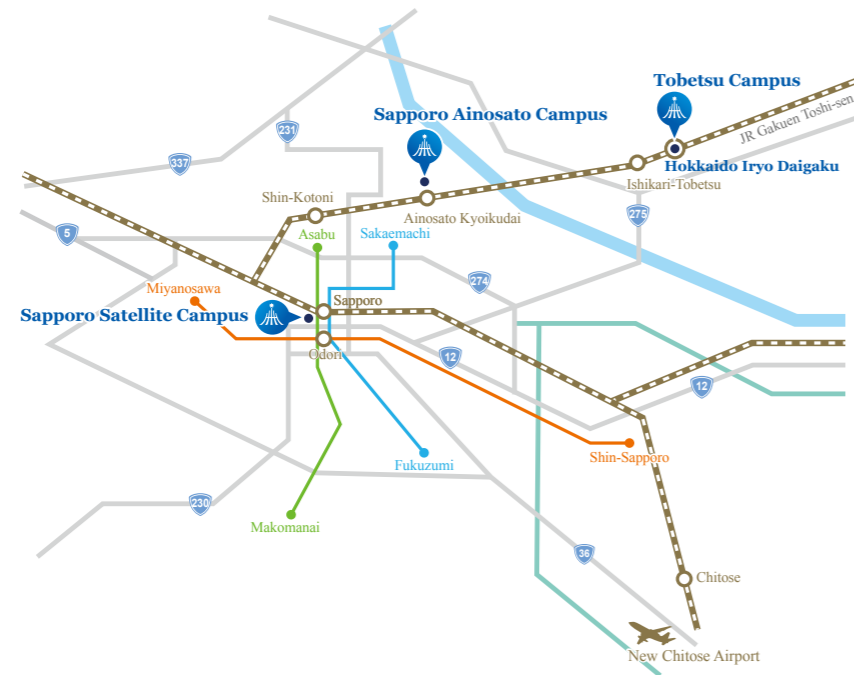 Tobetsu Campus
JR Gakuen Toshi-sen
Sapporo Ainosato Campus
231
337
Hokkaido Iryo Daigaku
Ishikari-Tobetsu
Shin-Kotoni
Ainosato Kyoikudai
275
5
Asabu
Sakaemachi
274
Miyanosawa
Sapporo
Sapporo Satellite Campus
Odori
12
12
Fukuzumi
Shin-Sapporo
230
Makomanai
36
Chitose
New Chitose Airport